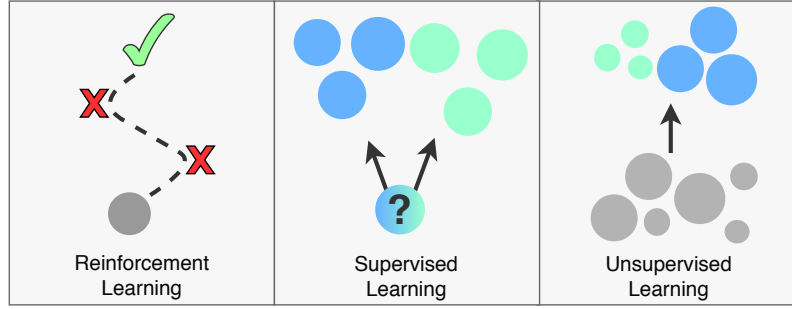 X
X
?
Reinforcement
Learning
Supervised
Learning
Unsupervised
Learning